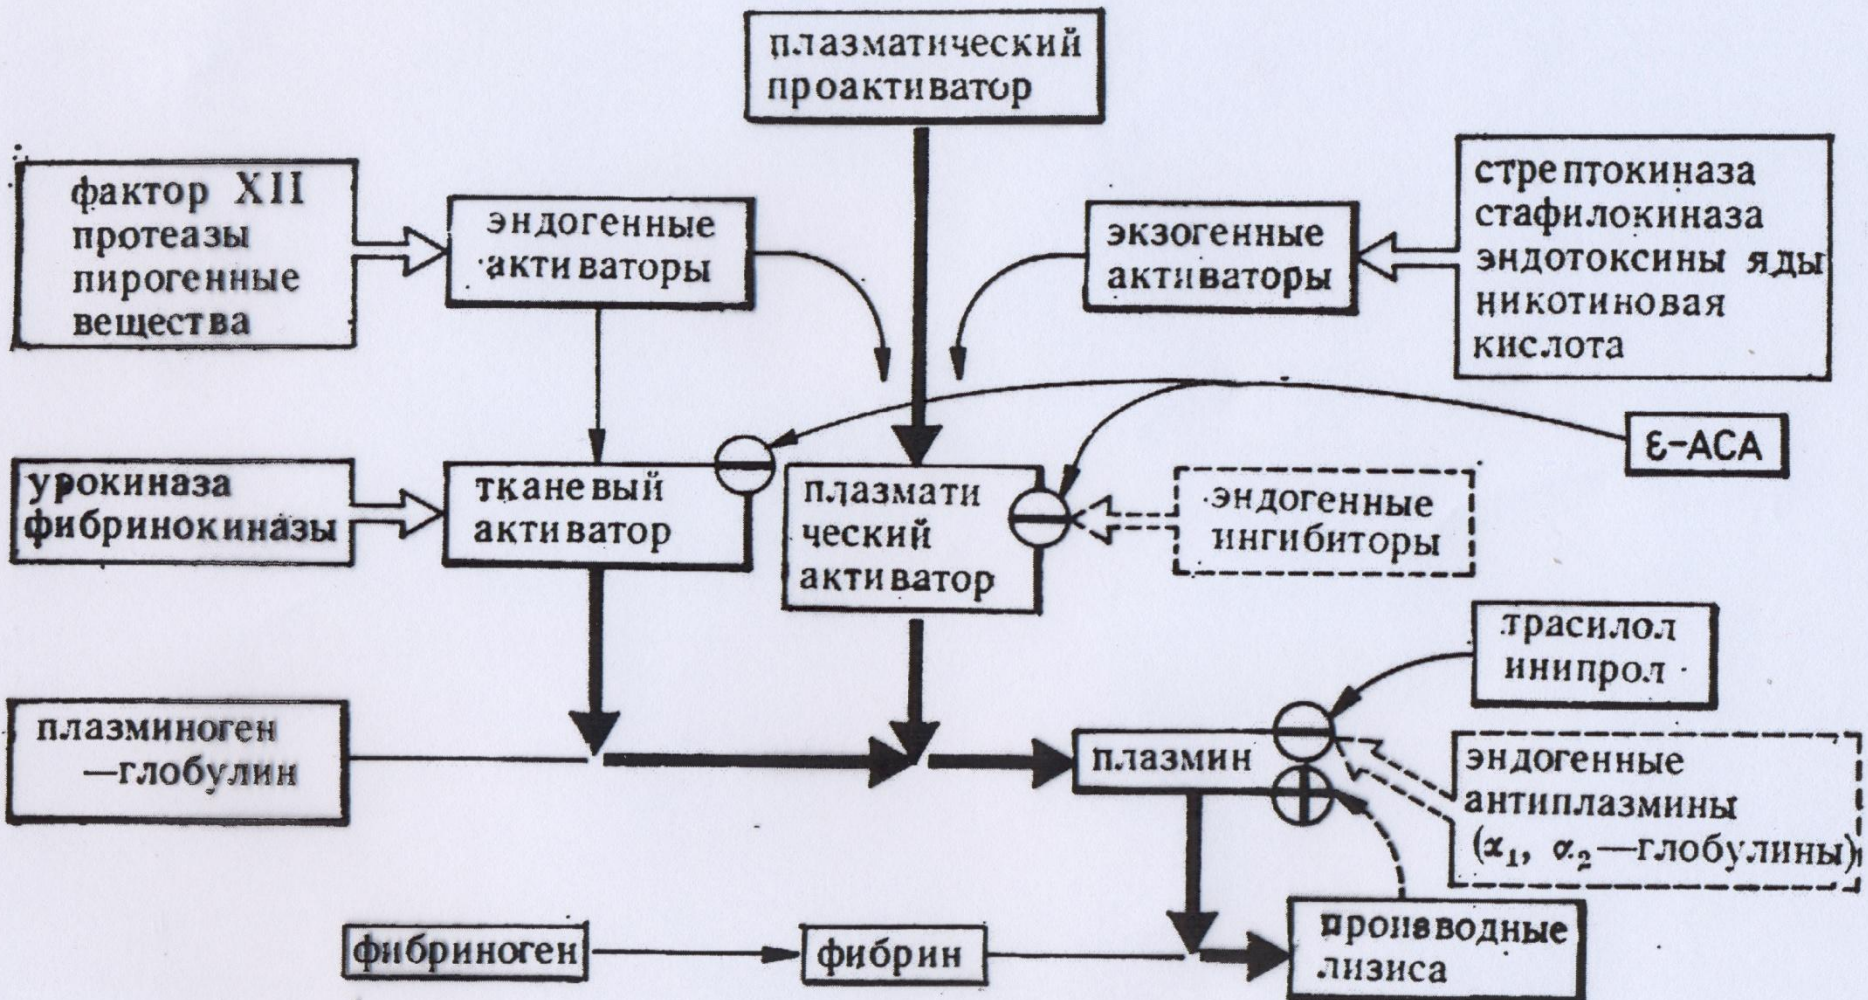 плазматический
проактиватор
фактор XII
протеазы
пирогенные
вещества
эндогенные
активаторы
экзогенные
активаторы
стрептокиназа
стафилокиназа
эндотоксины яды
никотиновая
кислота
ε-АСА
урокиназа
фибринокиназы
тканевый
активатор
плазмати
ческий
активатор
эндогенные
ингибиторы
трасилол
инипрол
плазминоген
—глобулин
плазмин
эндогенные
антиплазмины
(α₁, α₂—глобулины)
фибриноген
фибрин
производные
лизиса